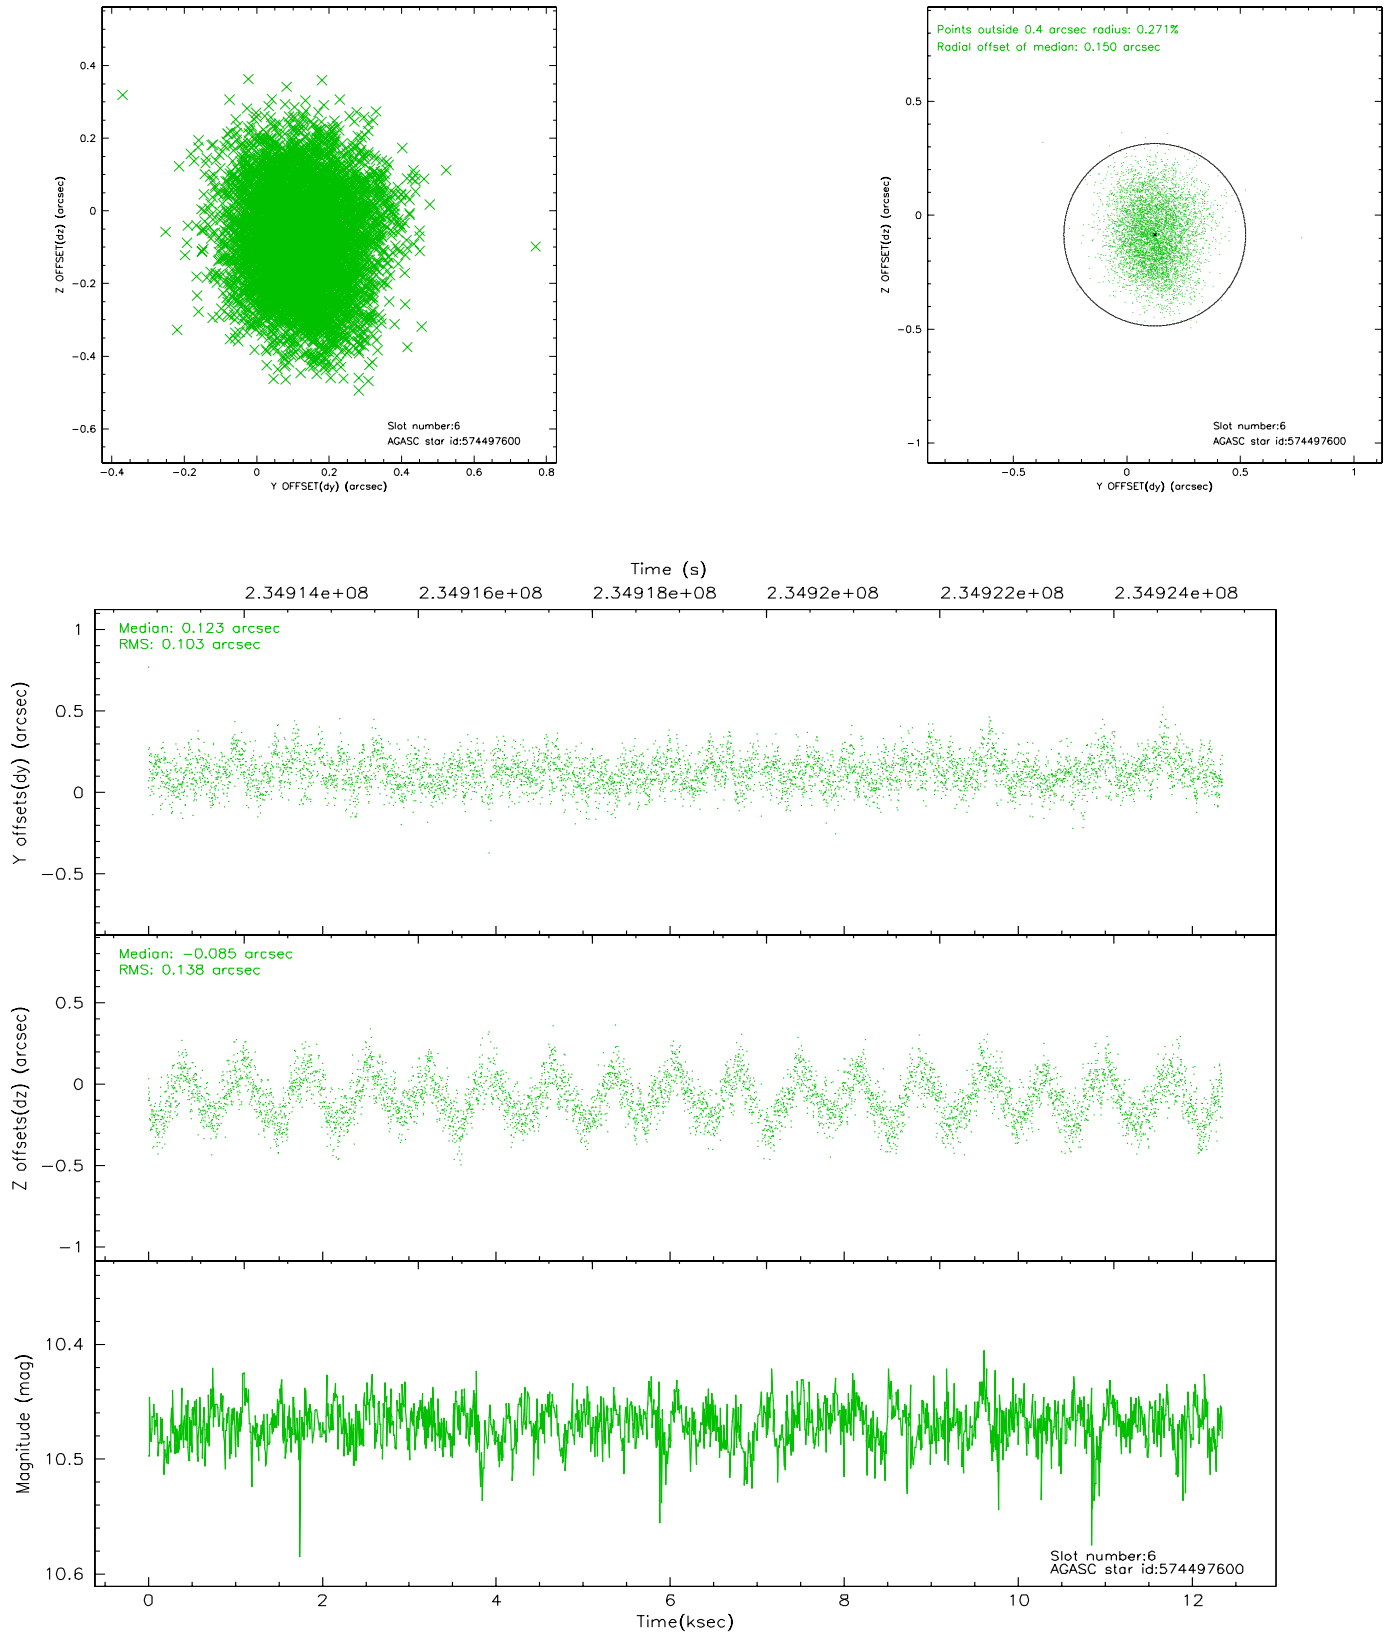 0.4
0.2
0
−0.2
−0.4
−0.6
Z OFFSET(dz) (arcsec)
Slot number:6
AGASC star id:574497600
−0.4 −0.2 0 0.2 0.4 0.6 0.8
Y OFFSET(dy) (arcsec)
Points outside 0.4 arcsec radius: 0.271%
Radial offset of median: 0.150 arcsec
0.5
0
−0.5
−1
Z OFFSET(dz) (arcsec)
Slot number:6
AGASC star id:574497600
−0.5 0 0.5 1
Y OFFSET(dy) (arcsec)
Time (s)
2.34914e+08 2.34916e+08 2.34918e+08 2.3492e+08 2.34922e+08 2.34924e+08
Median: 0.123 arcsec
RMS: 0.103 arcsec
1
0.5
0
−0.5
Y offsets(dy) (arcsec)
Median: −0.085 arcsec
RMS: 0.138 arcsec
0.5
0
−0.5
−1
Z offsets(dz) (arcsec)
10.4
10.5
10.6
Magnitude (mag)
Slot number:6
AGASC star id:574497600
0 2 4 6 8 10 12
Time(ksec)